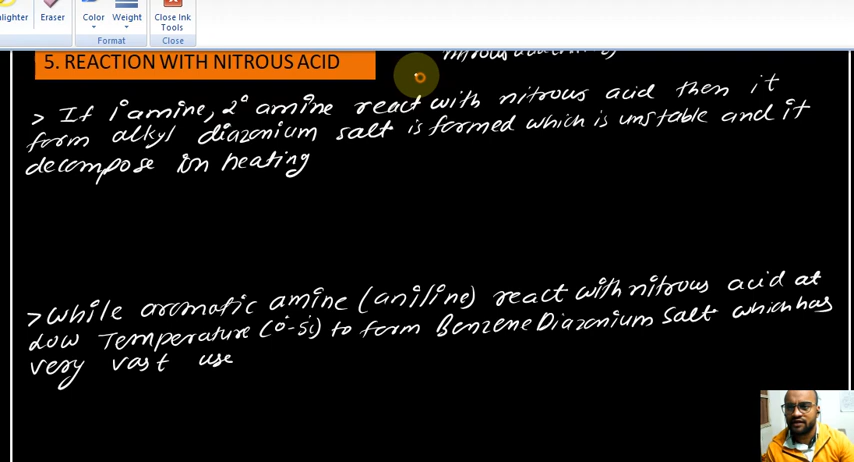 hlighter Eraser Color Weight Close Ink Tools
Format Close
5. REACTION WITH NITROUS ACID
> If 1° amine, 2° amine react with nitrous acid then it
form alkyl diazonium salt is formed which is unstable and it
decompose on heating
> While aromatic amine (aniline) react with nitrous acid at
Low Temperature (0°-5°) to form Benzene Diazonium Salt which has
very vast use